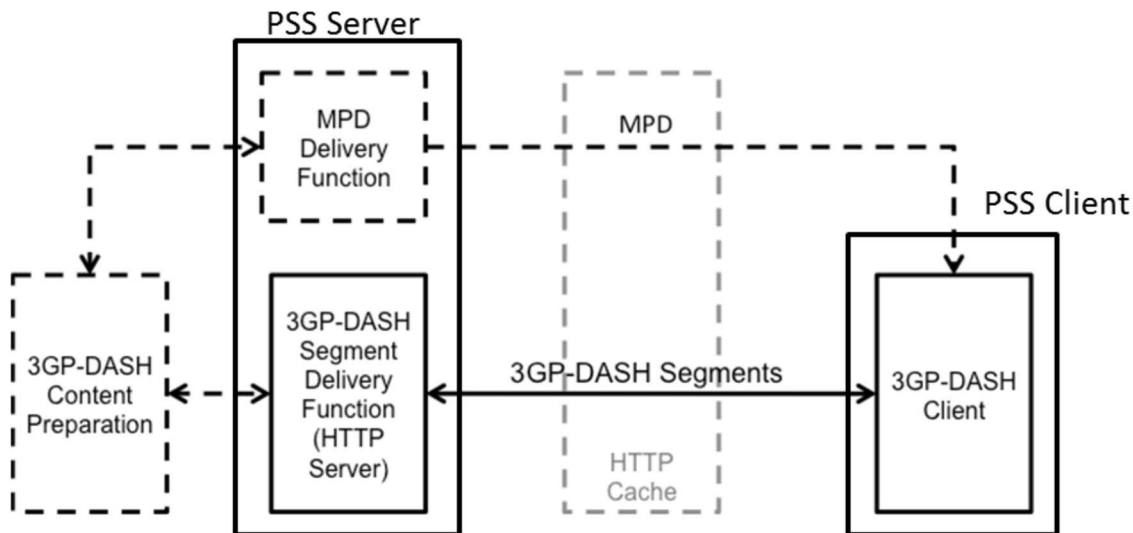 PSS Server
MPD
Delivery
Function
MPD
PSS Client
3GP-DASH
Content
Preparation
3GP-DASH
Segment
Delivery
Function
(HTTP
Server)
3GP-DASH Segments
3GP-DASH
Client
HTTP
Cache